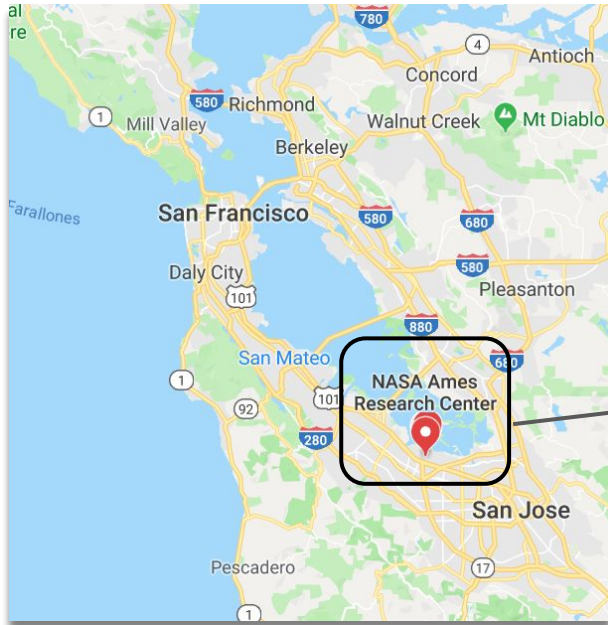 al
re
780
4
Antioch
Concord
580
Richmond
1
Mill Valley
Walnut Creek
Mt Diablo
Berkeley
Farallones
San Francisco
580
680
Daly City
580
101
Pleasanton
880
San Mateo
680
NASA Ames
Research Center
1
101
92
280
San Jose
Pescadero
17
1